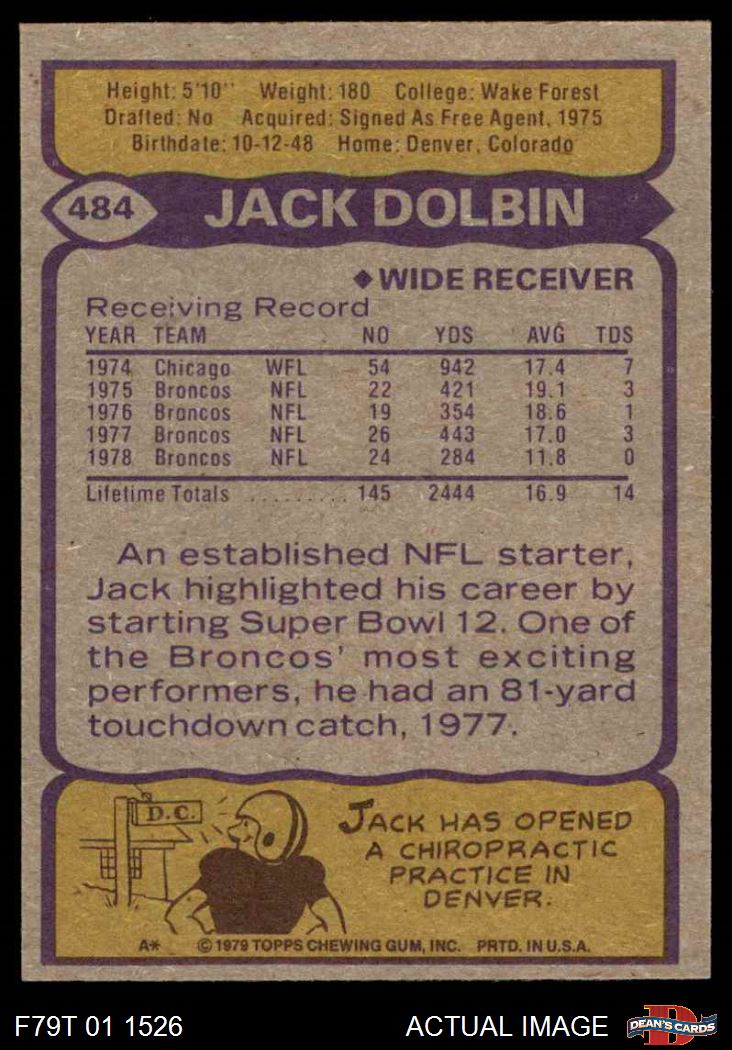 Height: 5'10" Weight: 180 College: Wake Forest
Drafted: No Acquired: Signed As Free Agent, 1975
Birthdate: 10-12-48 Home: Denver, Colorado
484 JACK DOLBIN
◆WIDE RECEIVER
Receiving Record
YEAR TEAM NO YDS AVG TDS
1974 Chicago WFL 54 942 17.4 7
1975 Broncos NFL 22 421 19.1 3
1976 Broncos NFL 19 354 18.6 1
1977 Broncos NFL 26 443 17.0 3
1978 Broncos NFL 24 284 11.8 0
Lifetime Totals .......... 145 2444 16.9 14
An established NFL starter,
Jack highlighted his career by
starting Super Bowl 12. One of
the Broncos' most exciting
performers, he had an 81-yard
touchdown catch, 1977.
D.C.
JACK HAS OPENED
A CHIROPRACTIC
PRACTICE IN
DENVER.
A* © 1979 TOPPS CHEWING GUM, INC. PRTD. IN U.S.A.
F79T 01 1526 ACTUAL IMAGE D DEAN'S CARDS